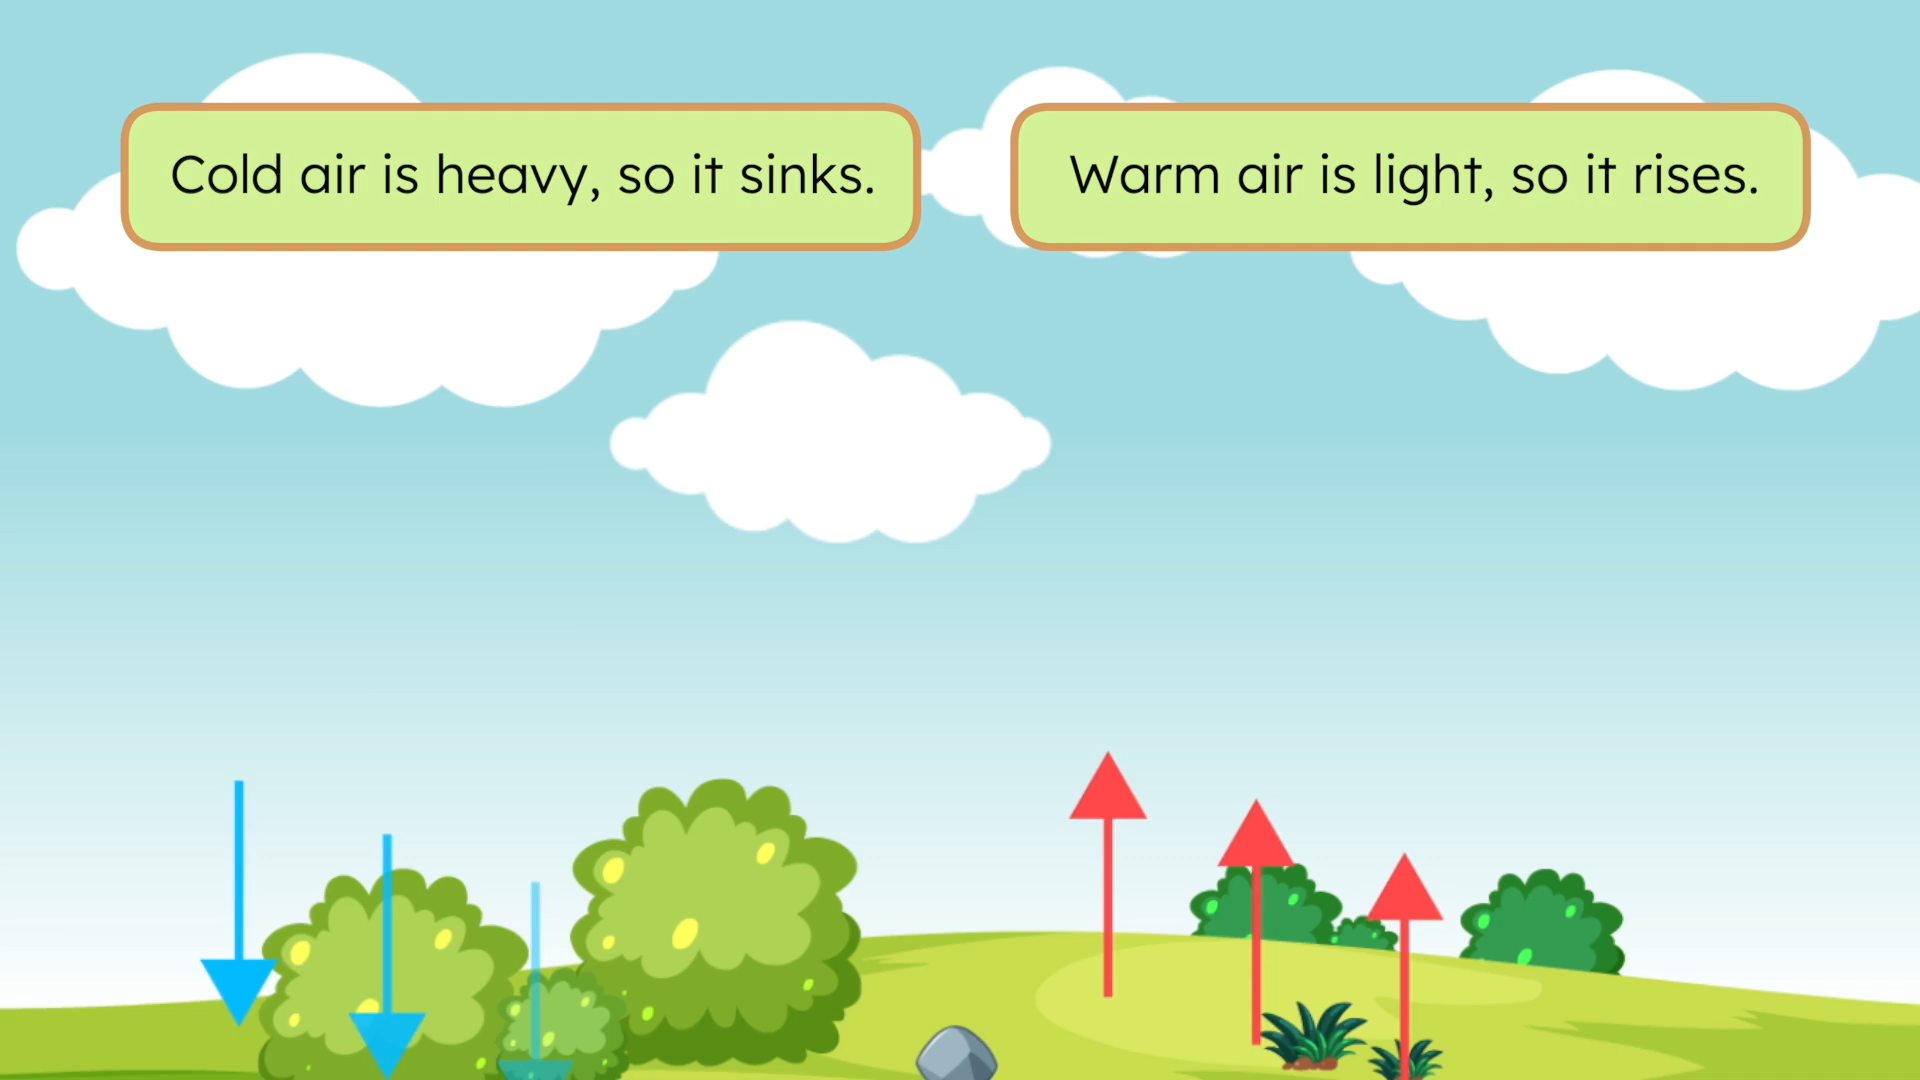 Cold air is heavy, so it sinks.
Warm air is light, so it rises.